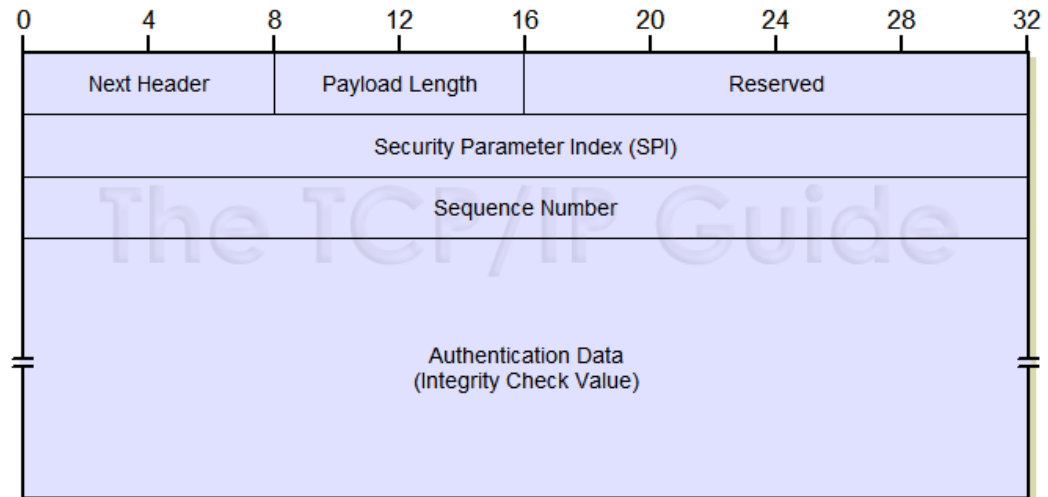 0 4 8 12 16 20 24 28 32
Next Header Payload Length Reserved
Security Parameter Index (SPI)
Sequence Number
The TCP/IP Guide
Authentication Data
(Integrity Check Value)